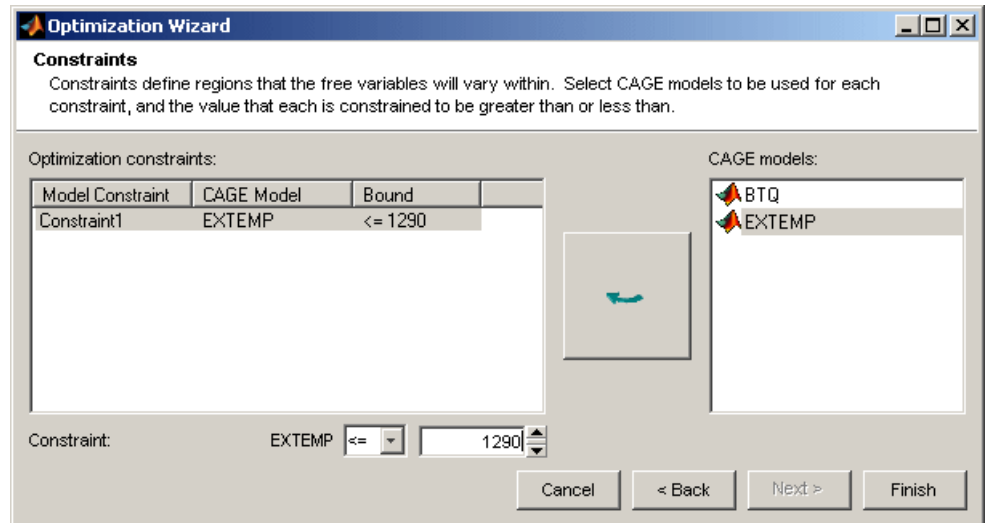 Optimization Wizard
Constraints
Constraints define regions that the free variables will vary within. Select CAGE models to be used for each
constraint, and the value that each is constrained to be greater than or less than.
Optimization constraints:
CAGE models:
Model Constraint CAGE Model Bound
Constraint1 EXTEMP <= 1290
BTQ
EXTEMP
Constraint: EXTEMP <= 1290
Cancel < Back Next > Finish